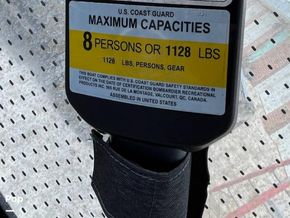 U.S. COAST GUARD
MAXIMUM CAPACITIES
8 PERSONS OR 1128 LBS
1128 LBS, PERSONS, GEAR
THIS BOAT COMPLIES WITH U.S. COAST GUARD SAFETY STANDARDS IN
EFFECT ON THE DATE OF CERTIFICATION BOMBARDIER RECREATIONAL
PRODUCTS INC. 565 RUE DE LA MONTAGNE, VALCOURT, QC, CANADA.
ASSEMBLED IN UNITED STATES